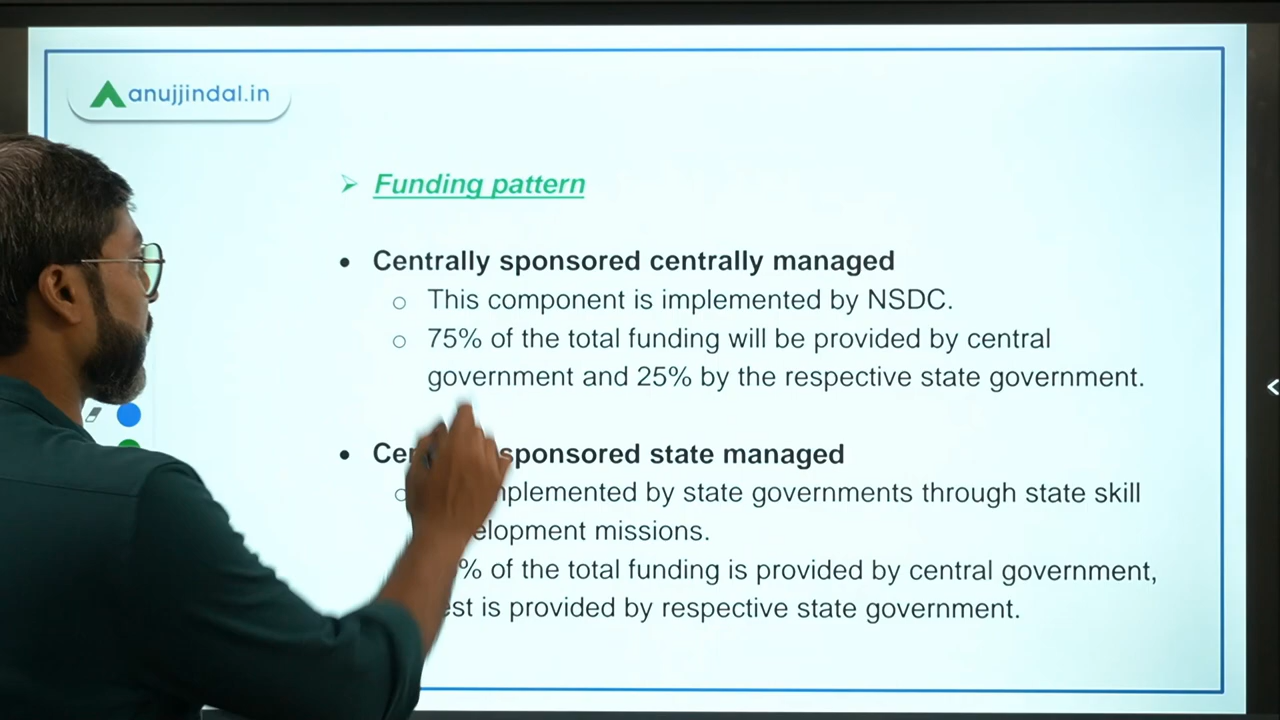 anujjindal.in
Funding pattern
Centrally sponsored centrally managed
This component is implemented by NSDC.
75% of the total funding will be provided by central
government and 25% by the respective state government.
sponsored state managed
implemented by state governments through state skill
development missions.
% of the total funding is provided by central government,
is provided by respective state government.